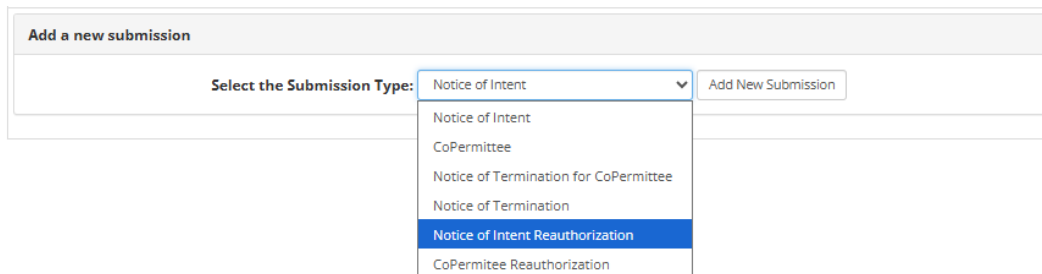 Add a new submission
Select the Submission Type: Notice of Intent Add New Submission
Notice of Intent
CoPermittee
Notice of Termination for CoPermittee
Notice of Termination
Notice of Intent Reauthorization
CoPermitee Reauthorization